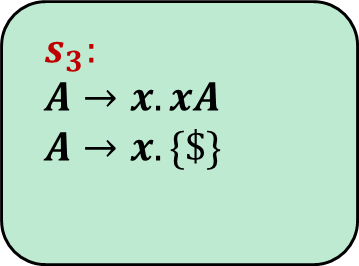 s₃:
A → x.xA
A → x.{$}